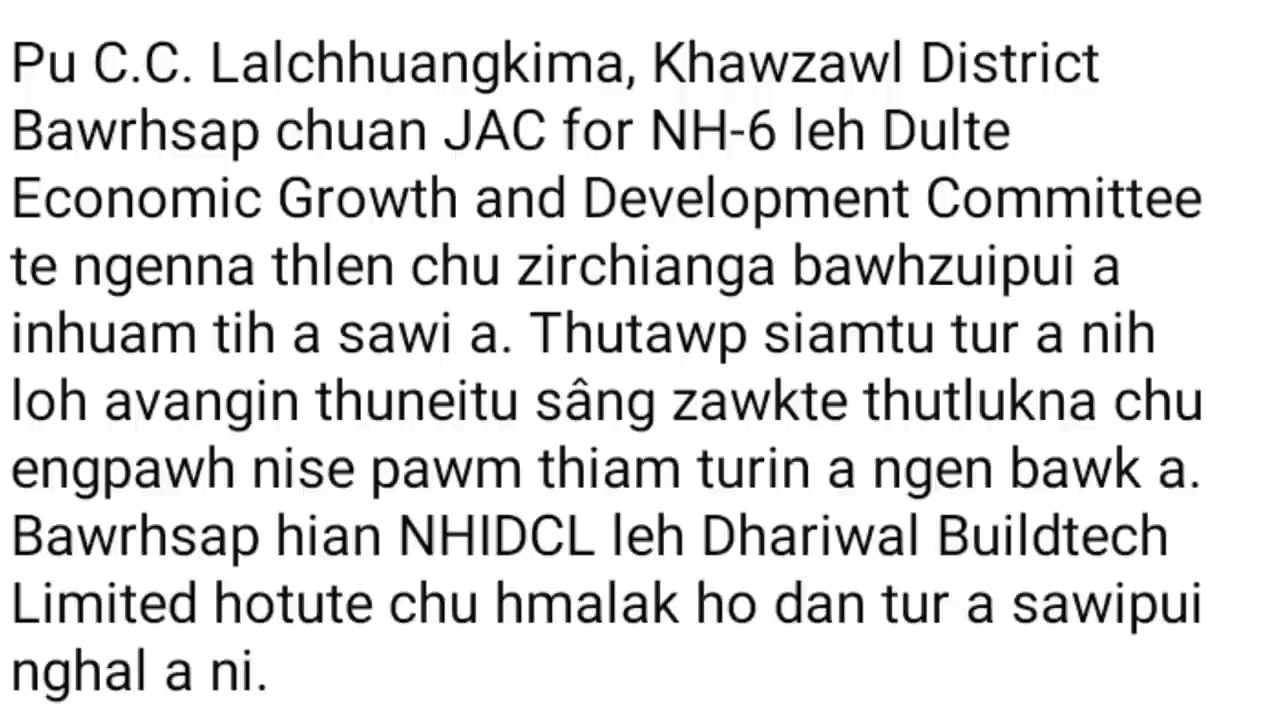 Pu C.C. Lalchhuangkima, Khawzawl District
Bawrhsap chuan JAC for NH-6 leh Dulte
Economic Growth and Development Committee
te ngenna thlen chu zirchianga bawhzuipui a
inhuam tih a sawi a. Thutawp siamtu tur a nih
loh avangin thuneitu sâng zawkte thutlukna chu
engpawh nise pawm thiam turin a ngen bawk a.
Bawrhsap hian NHIDCL leh Dhariwal Buildtech
Limited hotute chu hmalak ho dan tur a sawipui
nghal a ni.